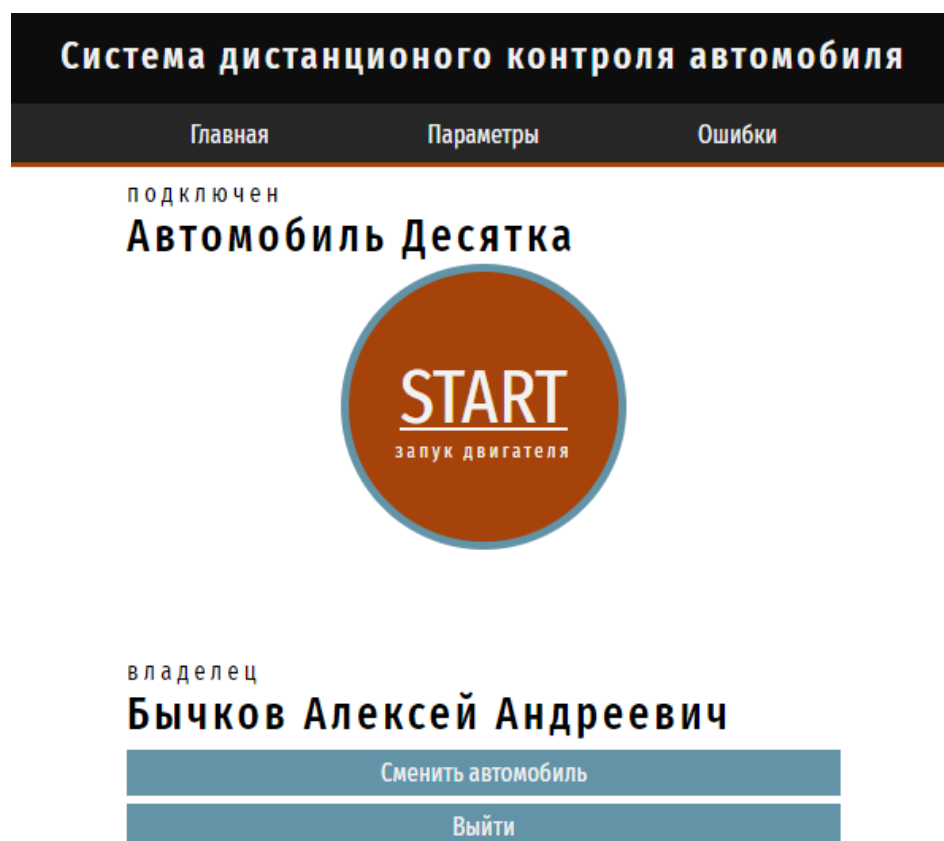 Система дистанционого контроля автомобиля
Главная Параметры Ошибки
подключен
Автомобиль Десятка
START
запук двигателя
владелец
Бычков Алексей Андреевич
Сменить автомобиль
Выйти